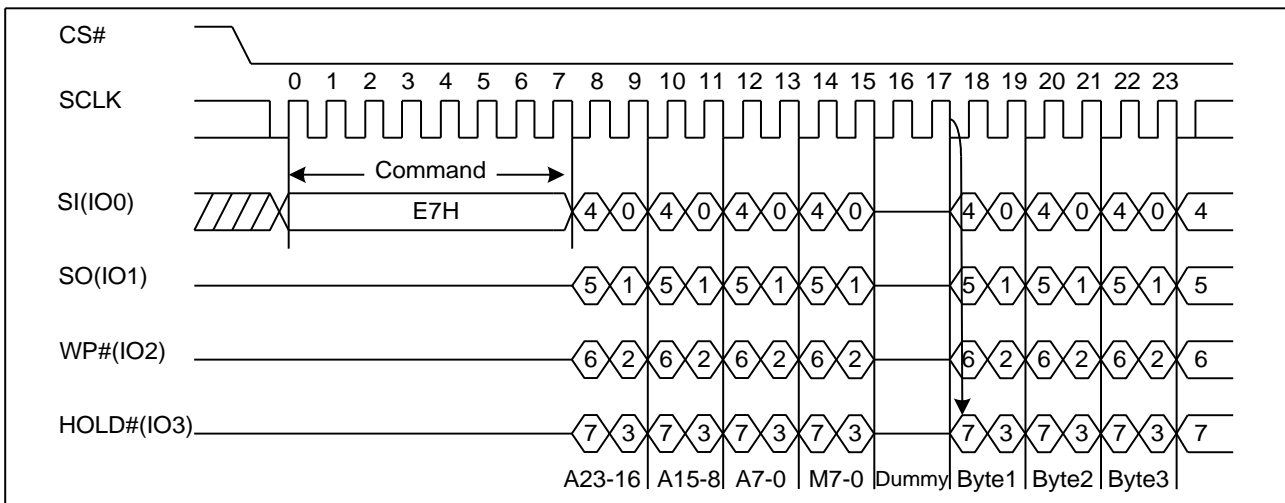 CS#
0 1 2 3 4 5 6 7 8 9 10 11 12 13 14 15 16 17 18 19 20 21 22 23
SCLK
Command
SI(IO0) E7H 4 0 4 0 4 0 4 0 4 0 4 0 4 0 4
SO(IO1) 5 1 5 1 5 1 5 1 5 1 5 1 5 1 5
WP#(IO2) 6 2 6 2 6 2 6 2 6 2 6 2 6 2 6
HOLD#(IO3) 7 3 7 3 7 3 7 3 7 3 7 3 7 3 7
A23-16 A15-8 A7-0 M7-0 Dummy Byte1 Byte2 Byte3